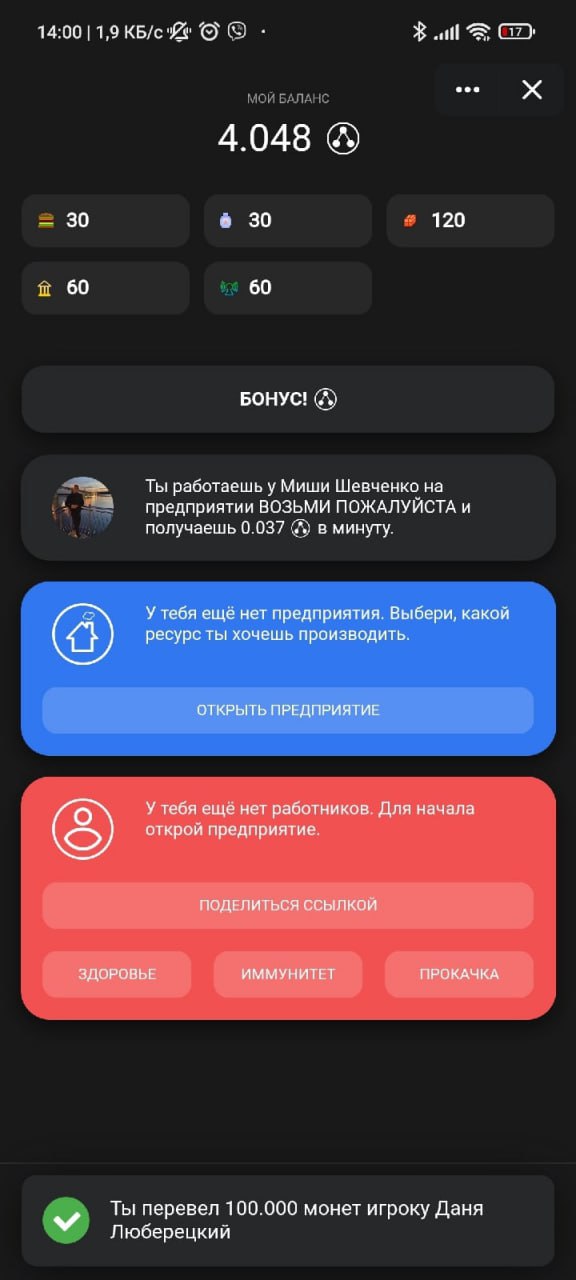 14:00 | 1,9 КБ/с
17
МОЙ БАЛАНС
4.048
30
30
120
60
60
БОНУС!
Ты работаешь у Миши Шевченко на
предприятии ВОЗЬМИ ПОЖАЛУЙСТА и
получаешь 0.037 в минуту.
У тебя ещё нет предприятия. Выбери, какой
ресурс ты хочешь производить.
ОТКРЫТЬ ПРЕДПРИЯТИЕ
У тебя ещё нет работников. Для начала
открой предприятие.
ПОДЕЛИТЬСЯ ССЫЛКОЙ
ЗДОРОВЬЕ
ИММУНИТЕТ
ПРОКАЧКА
Ты перевел 100.000 монет игроку Даня
Люберецкий